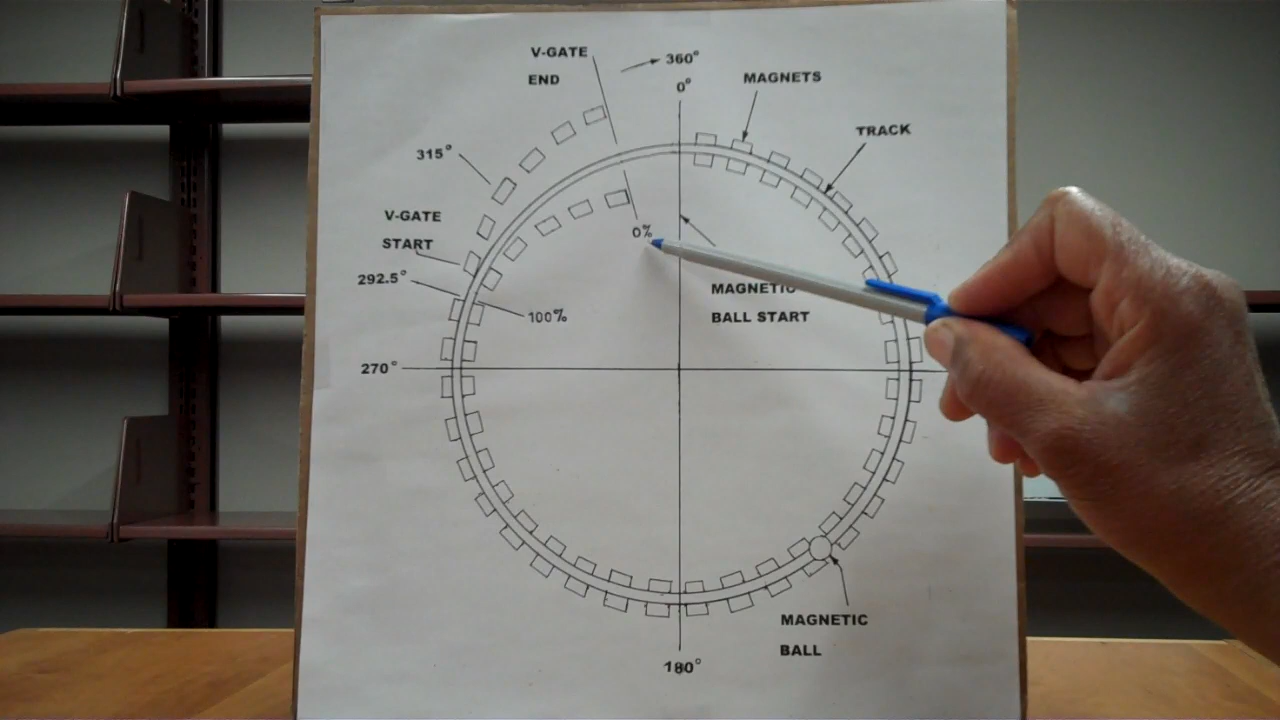 V-GATE
END
360°
0°
MAGNETS
TRACK
315°
V-GATE
START
292.5°
0%
100%
MAGNETIC
BALL START
270°
MAGNETIC
BALL
180°